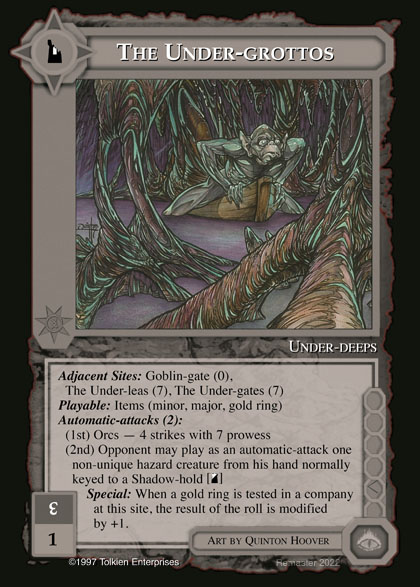 THE UNDER-GROTTOS
UNDER-DEEPS
Adjacent Sites: Goblin-gate (0),
The Under-leas (7), The Under-gates (7)
Playable: Items (minor, major, gold ring)
Automatic-attacks (2):
(1st) Orcs — 4 strikes with 7 prowess
(2nd) Opponent may play as an automatic-attack one
non-unique hazard creature from his hand normally
keyed to a Shadow-hold []
Special: When a gold ring is tested in a company
at this site, the result of the roll is modified
by +1.
ε
1
ART BY QUINTON HOOVER
©1997 Tolkien Enterprises
Remaster 2022